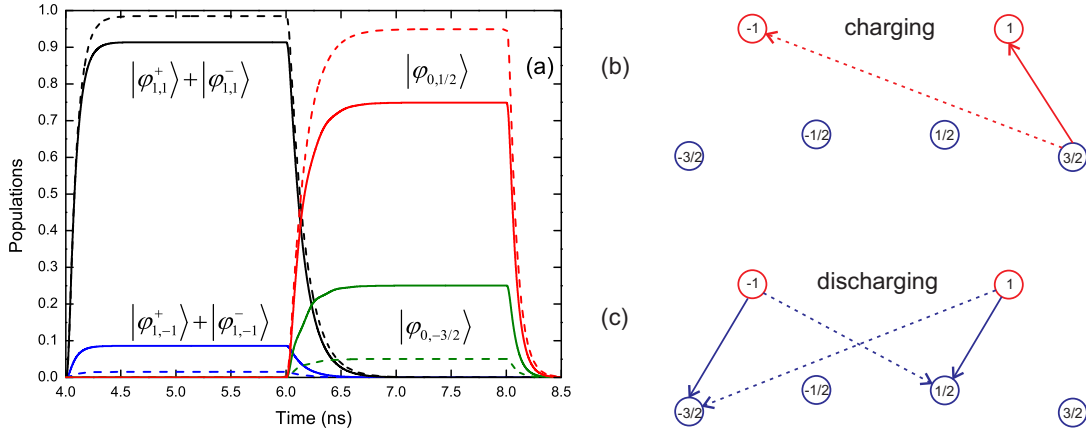 1.0
0.9
0.8
0.7
0.6
0.5
0.4
0.3
0.2
0.1
0.0
Populations
4.0 4.5 5.0 5.5 6.0 6.5 7.0 7.5 8.0 8.5
Time (ns)
|φ⁺₁,₁⟩+|φ⁻₁,₁⟩
|φ₀,₁/₂⟩
(a)
|φ⁺₁,₋₁⟩+|φ⁻₁,₋₁⟩
|φ₀,₋₃/₂⟩
(b)
-1 charging 1
-3/2 -1/2 1/2 3/2
(c)
-1 discharging 1
-3/2 -1/2 1/2 3/2